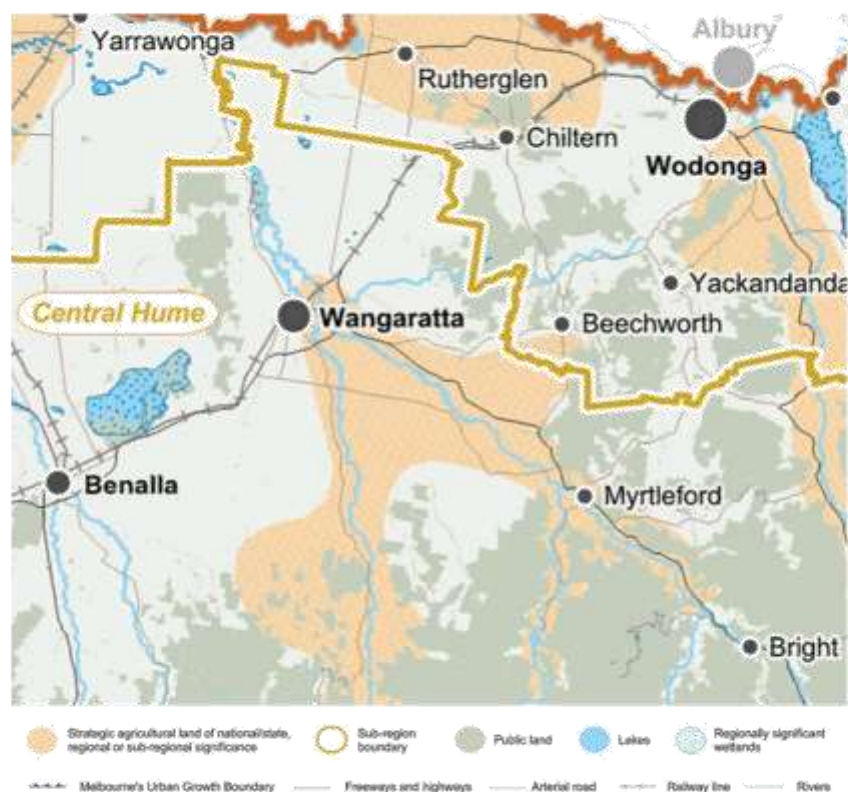 Yarrawonga
Albury
Rutherglen
Chiltern
Wodonga
Yackandanda
Central Hume
Wangaratta
Beechworth
Benalla
Myrtleford
Bright
Strategic agricultural land of national/state,
regional or sub-regional significance
Sub-region
boundary
Public land
Lakes
Regionally significant
wetlands
Melbourne's Urban Growth Boundary
Freeways and highways
Arterial road
Railway line
Rivers